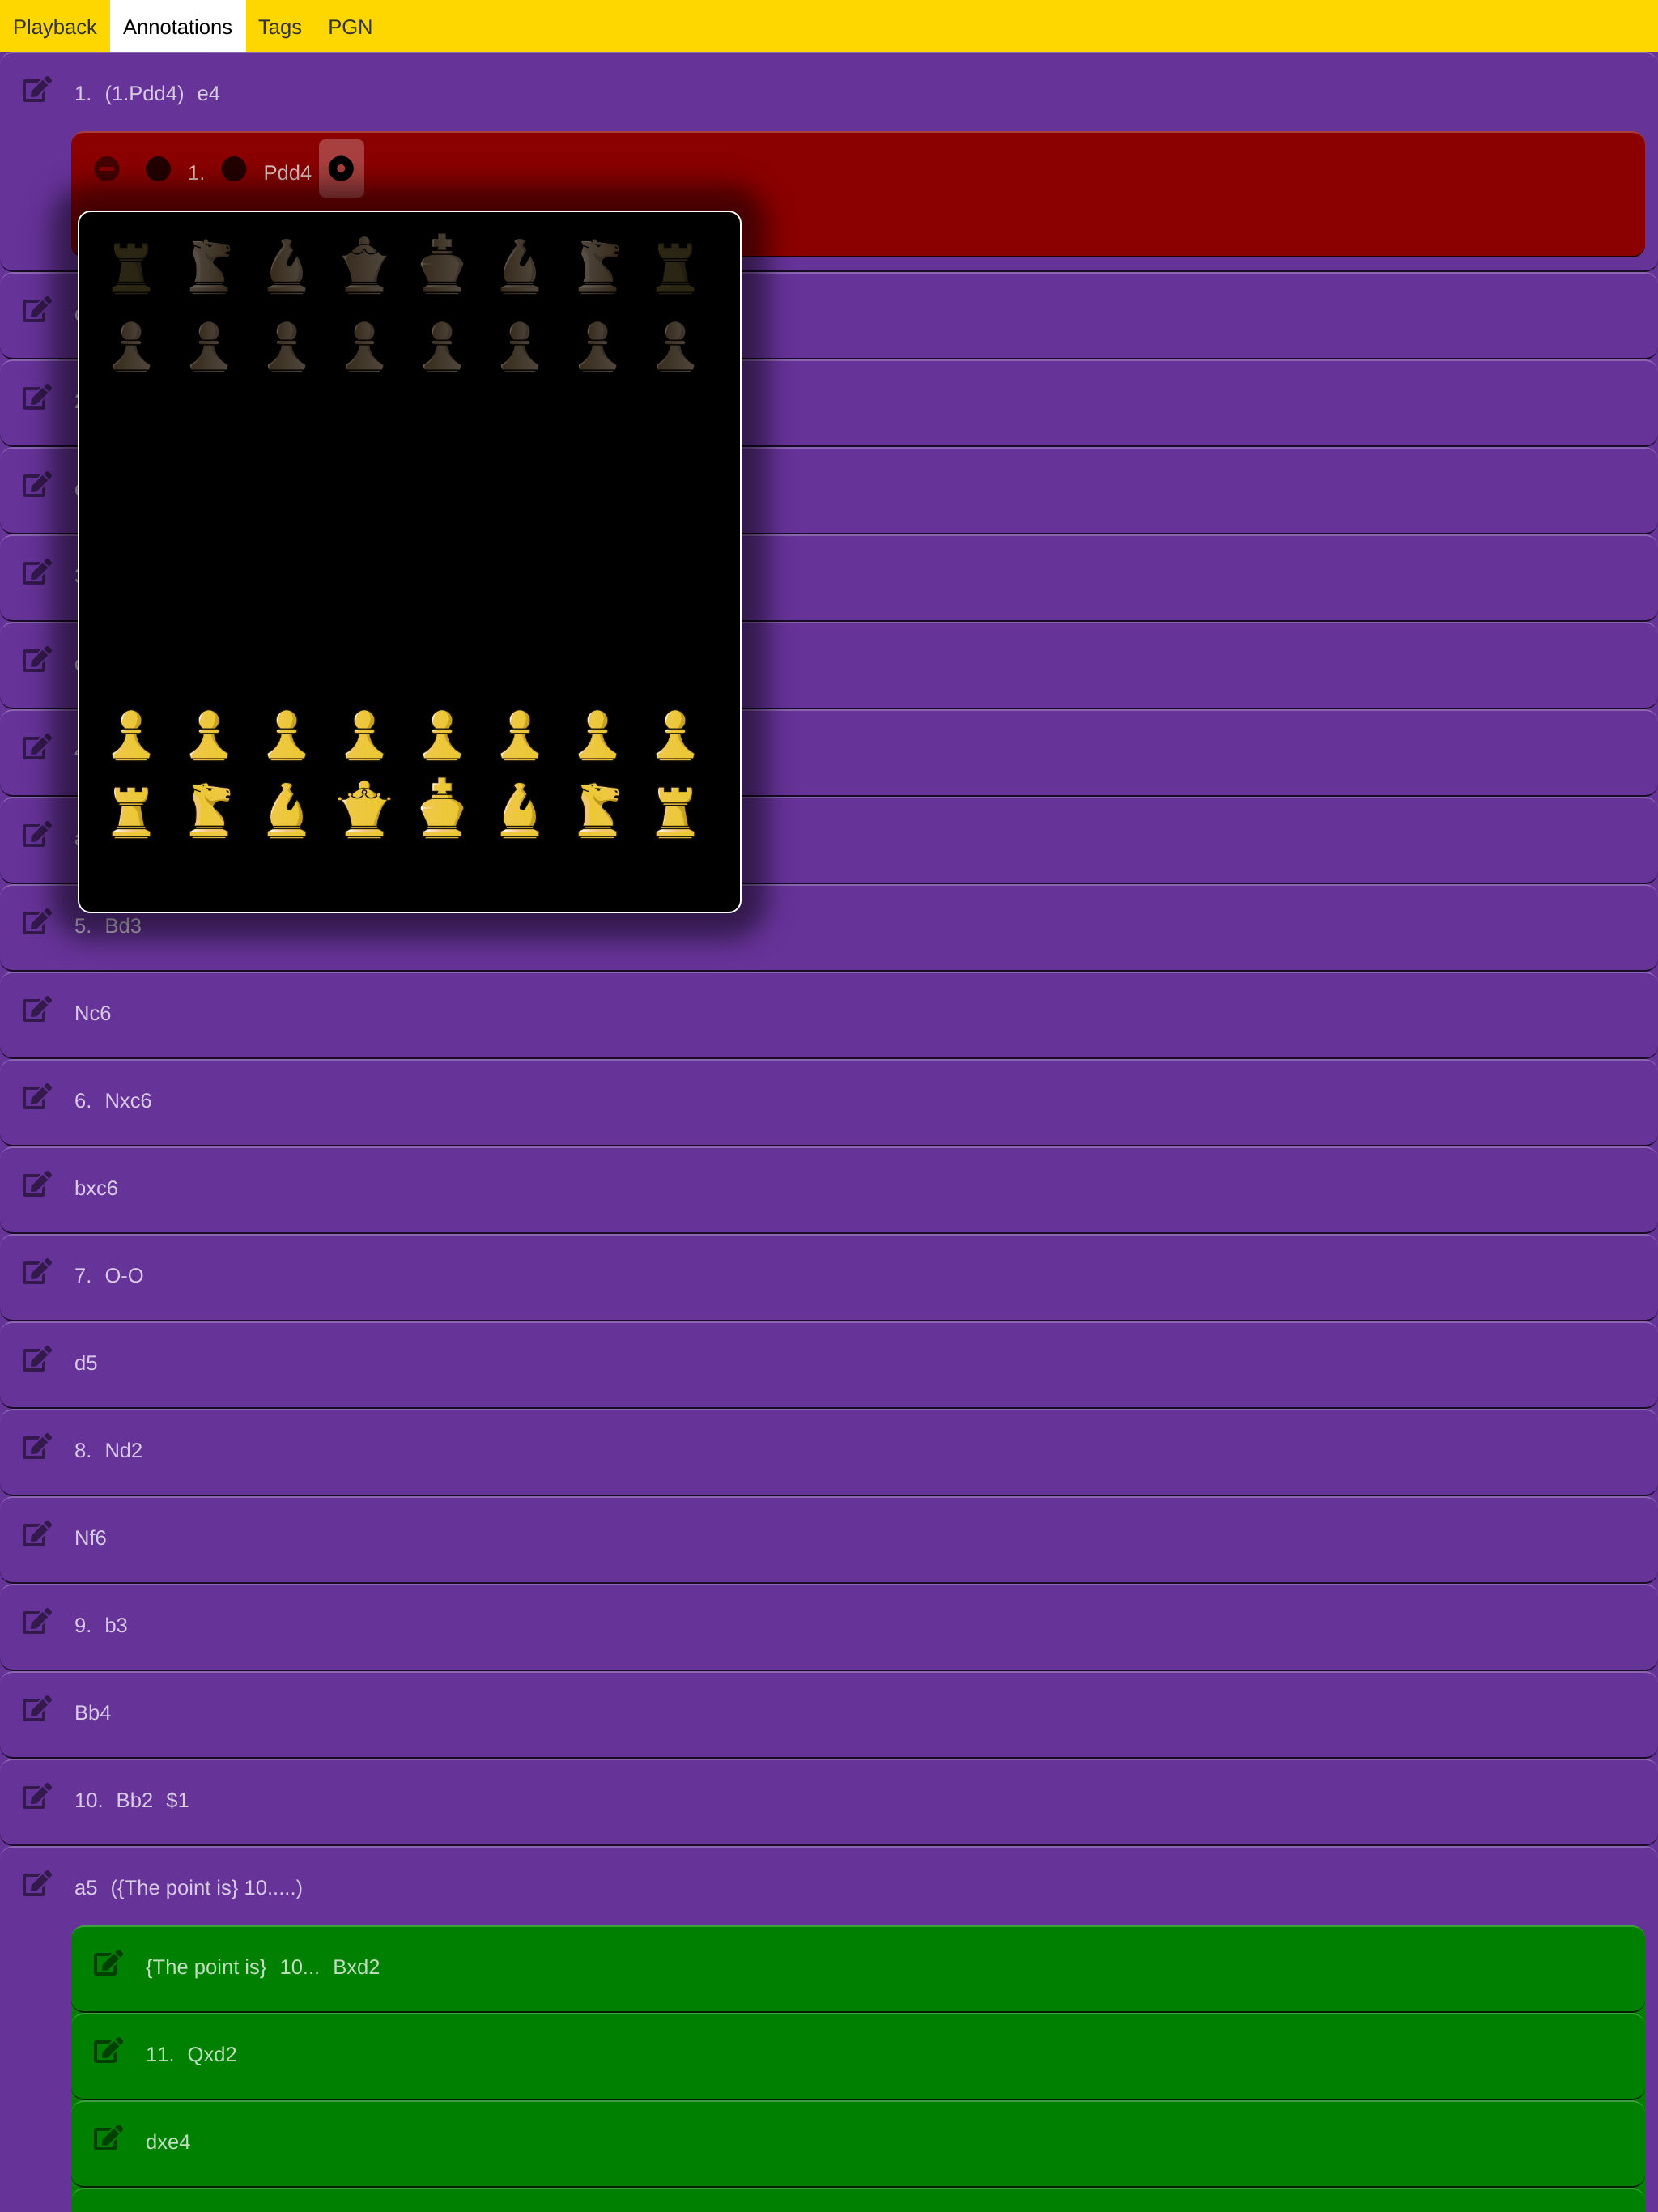 Playback Annotations Tags PGN
1. (1.Pdd4) e4
1. Pdd4
5. Bd3
Nc6
6. Nxc6
bxc6
7. O-O
d5
8. Nd2
Nf6
9. b3
Bb4
10. Bb2 $1
a5 ({The point is} 10.....)
{The point is} 10... Bxd2
11. Qxd2
dxe4